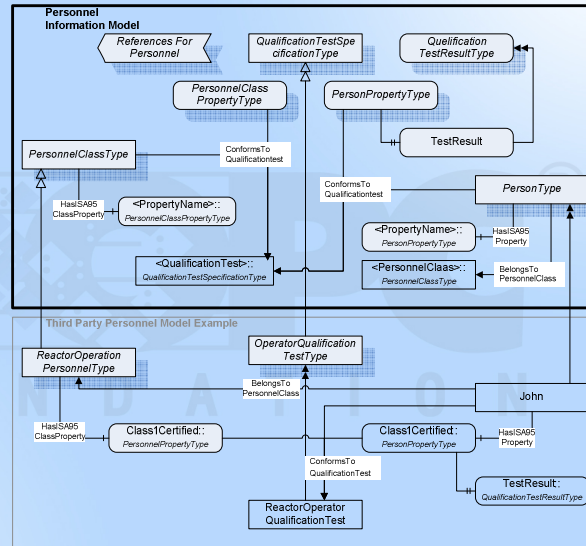 Personnel
Information Model
References For
Personnel
QualificationTestSpe
cificationType
Quelification
TestResultType
PersonnelClass
PropertyType
PersonPropertyType
TestResult
PersonnelClassType
ConformsTo
Qualificationtest
ConformsTo
Qualificationtest
PersonType
HasISA95
ClassProperty
<PropertyName>::
PersonnelClassPropertyType
<PropertyName>::
PersonPropertyType
HasISA95
Property
<QualificationTest>::
QualificationTestSpecificationType
<PersonnelClaas>::
PersonnelClassType
BelongsTo
PersonnelClass
Third Party Personnel Model Example
ReactorOperation
PersonnelType
OperatorQualification
TestType
BelongsTo
PersonnelClass
John
NDATION
HasISA95
ClassProperty
Class1Certified::
PersonnelPropertyType
Class1Certified::
PersonPropertyType
HasISA95
Property
ConformsTo
QualificationTest
TestResult::
QualificationTestResultType
ReactorOperator
QualificationTest